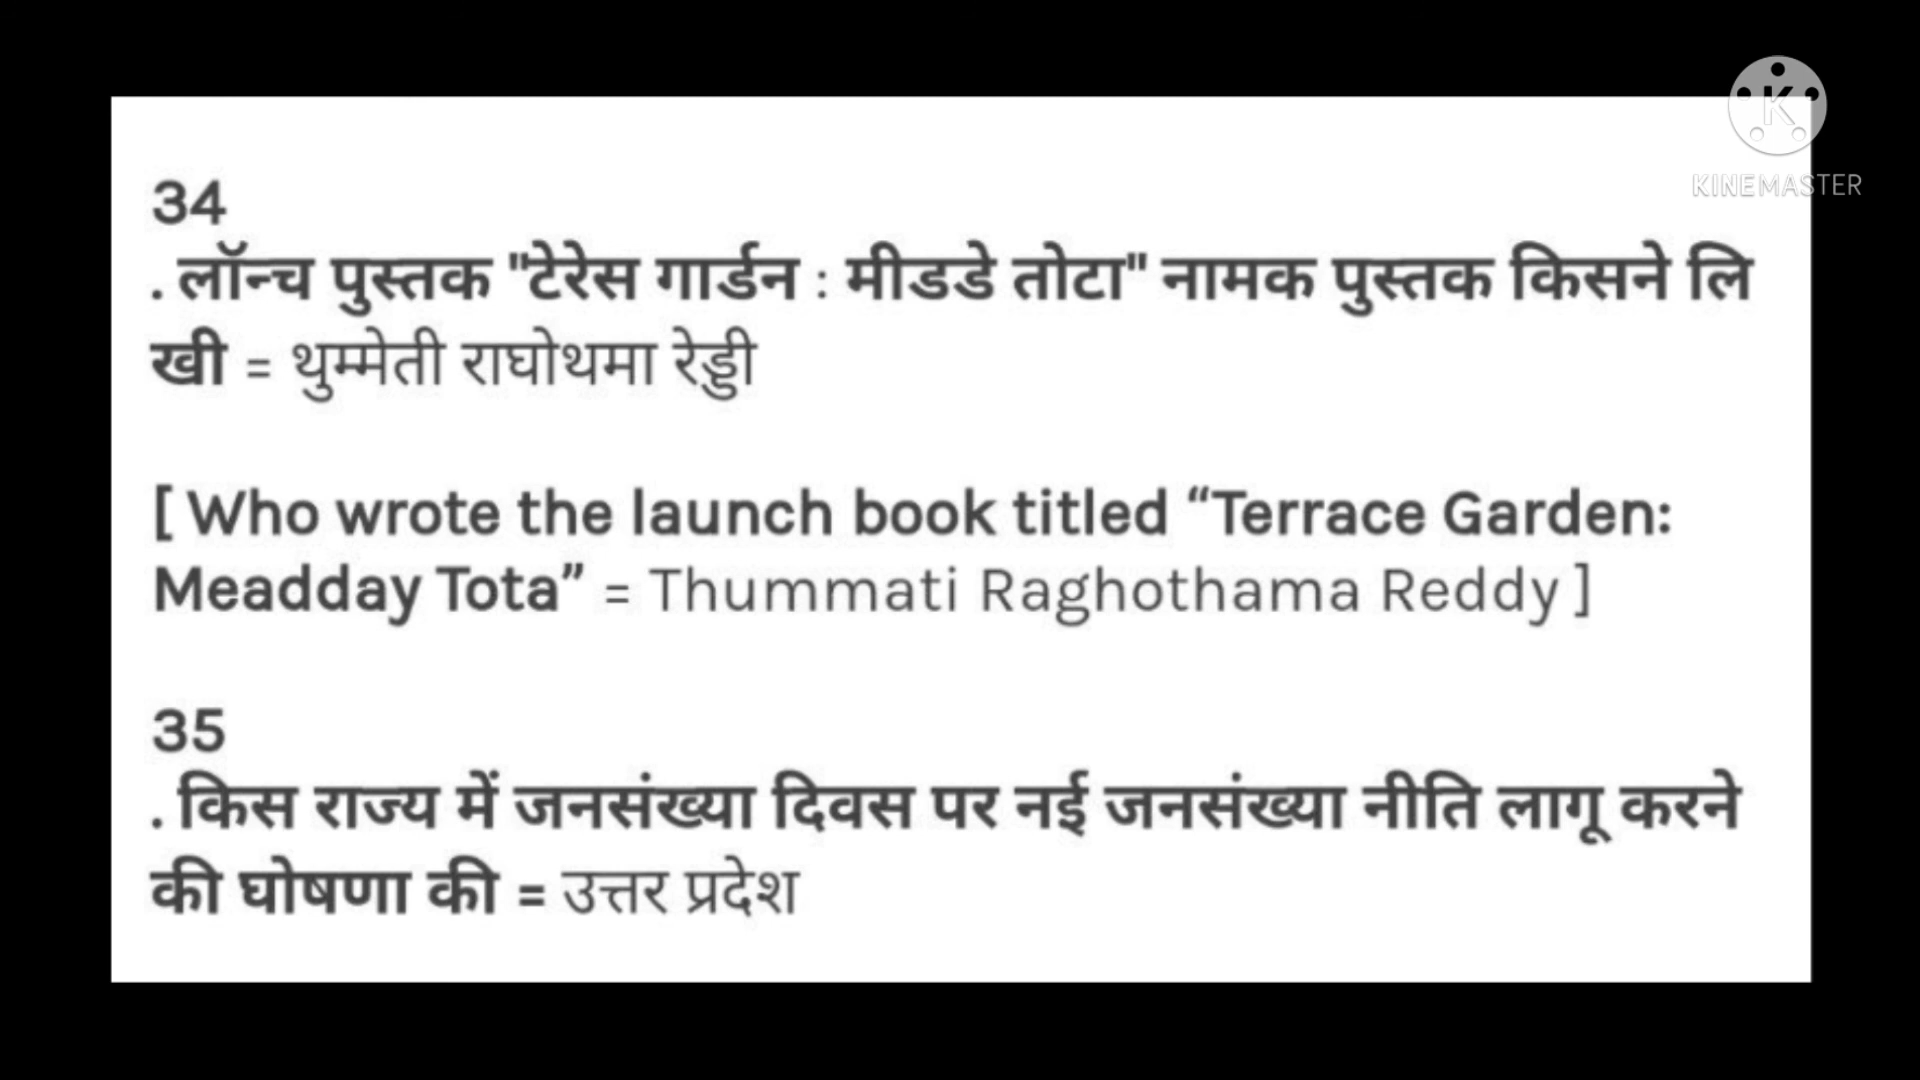 KINEMASTER
34
. लॉन्च पुस्तक "टेरेस गार्डन : मीडडे तोटा" नामक पुस्तक किसने लि
खी = थुम्मेती राघोथमा रेड्डी
[ Who wrote the launch book titled “Terrace Garden:
Meadday Tota” = Thummati Raghothama Reddy ]
35
. किस राज्य में जनसंख्या दिवस पर नई जनसंख्या नीति लागू करने
की घोषणा की = उत्तर प्रदेश